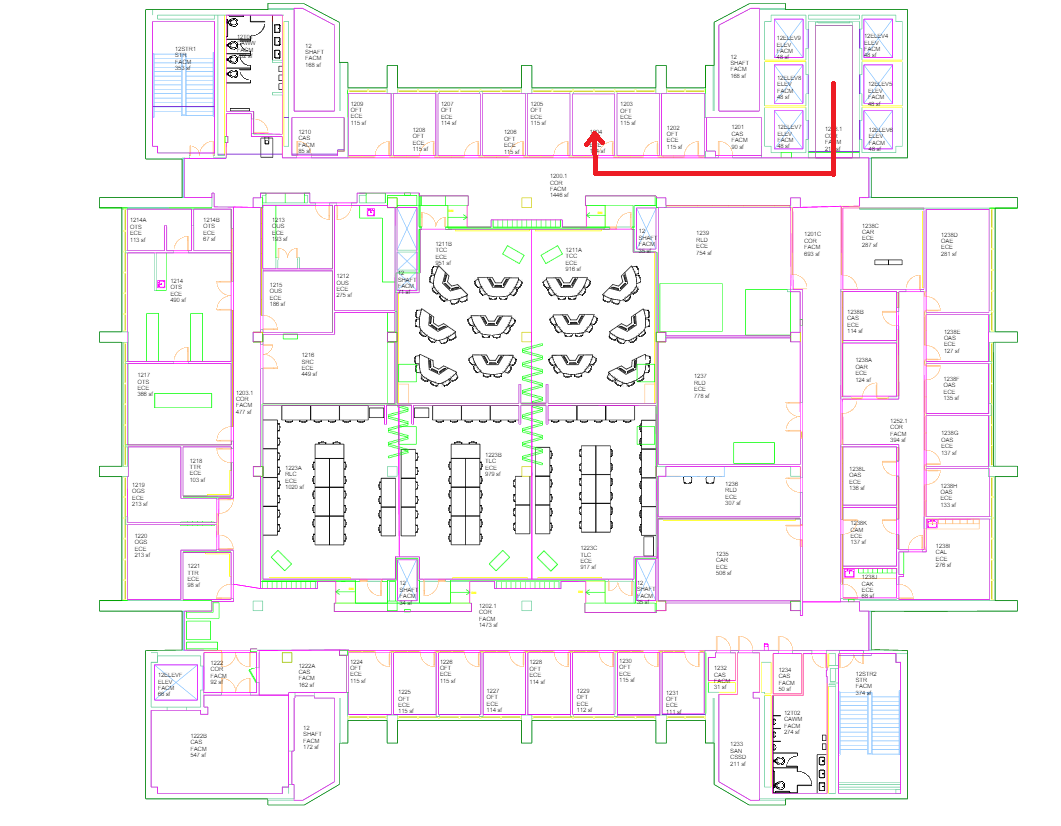 12STR1
STR
FACM
353 sf
12
SHAFT
FACM
168 sf
12
SHAFT
FACM
168 sf
12ELEV9
ELEV
FACM
48 sf
12ELEV4
ELEV
FACM
48 sf
12ELEV8
ELEV
FACM
48 sf
12ELEV5
ELEV
FACM
48 sf
12ELEV7
ELEV
FACM
48 sf
12ELEV6
ELEV
FACM
48 sf
COR
FACM
1210
CAS
FACM
85 sf
1209
OFT
ECE
115 sf
1208
OFT
ECE
115 sf
1207
OFT
ECE
114 sf
1206
OFT
ECE
115 sf
1205
OFT
ECE
115 sf
1203
OFT
ECE
115 sf
1202
OFT
ECE
115 sf
1201
CAS
FACM
90 sf
1200.1
COR
FACM
1446 sf
1214A
OTS
ECE
113 sf
1214B
OTS
ECE
67 sf
1213
OUS
ECE
193 sf
1211B
TCC
ECE
951 sf
1211A
TCC
ECE
916 sf
12
SHAFT
FACM
1239
RLD
ECE
754 sf
1201C
COR
FACM
693 sf
1238C
OAR
ECE
287 sf
1238D
OAE
ECE
281 sf
1214
OTS
ECE
490 sf
1215
OUS
ECE
186 sf
1212
OUS
ECE
275 sf
12
SHAFT
FACM
1238B
CAS
ECE
114 sf
1238E
OAS
ECE
127 sf
1216
SRC
ECE
449 sf
1238A
OAR
ECE
124 sf
1217
OTS
ECE
366 sf
1203.1
COR
FACM
477 sf
1237
RLD
ECE
778 sf
1238F
OAS
ECE
135 sf
1252.1
COR
FACM
394 sf
1238G
OAS
ECE
137 sf
1218
TTR
ECE
103 sf
1223A
RLC
ECE
1020 sf
1223B
TLC
ECE
979 sf
1238L
OAS
ECE
136 sf
1219
OGS
ECE
213 sf
1236
RLD
ECE
307 sf
1238H
OAS
ECE
133 sf
1220
OGS
ECE
213 sf
1238K
CAM
ECE
137 sf
1221
TTR
ECE
98 sf
1223C
TLC
ECE
917 sf
1235
CAR
ECE
508 sf
1238I
CAL
ECE
276 sf
1238J
CAK
ECE
68 sf
12
SHAFT
FACM
34 sf
12
SHAFT
FACM
35 sf
1202.1
COR
FACM
1473 sf
12ELEVF
ELEV
FACM
66 sf
1222
COR
FACM
92 sf
1222A
CAS
FACM
162 sf
1224
OFT
ECE
115 sf
1225
OFT
ECE
115 sf
1226
OFT
ECE
115 sf
1227
OFT
ECE
114 sf
1228
OFT
ECE
114 sf
1229
OFT
ECE
112 sf
1230
OFT
ECE
115 sf
1231
OFT
ECE
111 sf
1232
CAS
FACM
31 sf
1234
CAS
FACM
50 sf
12STR2
STR
FACM
374 sf
1222B
CAS
FACM
547 sf
12
SHAFT
FACM
172 sf
1233
SAN
CSSD
211 sf
12T02
CAWM
FACM
274 sf